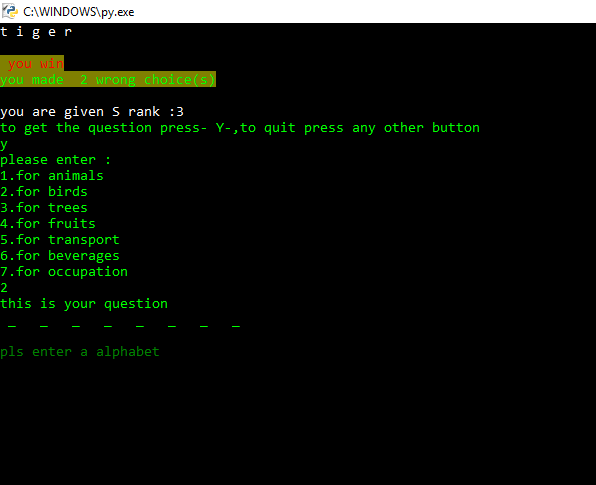 C:\WINDOWS\py.exe
t i g e r
you win
you made  2 wrong choice(s)
you are given S rank :3
to get the question press- Y-,to quit press any other button
y
please enter :
1.for animals
2.for birds
3.for trees
4.for fruits
5.for transport
6.for beverages
7.for occupation
2
this is your question
_   _   _   _   _   _   _   _
pls enter a alphabet